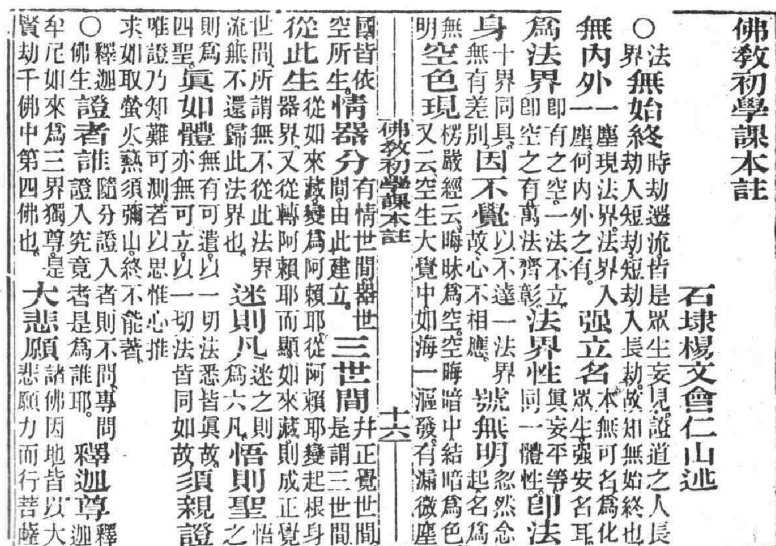 佛教初學課本註
石埭楊文會仁山述
○法界無始終時劫遷流皆是眾生妄見證道之人長劫入短劫短劫入長劫故知無始終也
無內外一塵現法界法界入一塵何內外之有强立名本無可名為化眾生强安名耳
為法界卽有之空一法不立卽空之有萬法齊彰法界性眞妄平等同一體性卽法
身十界同具無有差別因不覺以不達一法界故心不相應號無明忽然念起名為
無明空色現楞嚴經云晦昧為空空晦暗中結暗為色又云空生大覺中如海一漚發有漏微塵
佛教初學課本註
十六
國皆依空所生情器分有情世間器世間由此建立三世間幷正覺世間是謂三世間
從此生從如來藏變為阿賴耶從阿賴耶變起根身器界又從轉阿賴耶而顯如來藏則成正覺
世間所謂無不從此法界流無不還歸此法界也迷則凡迷之則為六凡悟則聖悟之
則為四聖眞如體無有可遣以一切法悉皆眞故亦無可立以一切法皆同如故須親證
唯證乃知難可測若以思惟心推求如取螢火爇須彌山終不能著
○釋迦佛生證者誰隨分證入者則不問專問證入究竟者是為誰耶釋迦尊釋迦
牟尼如來為三界獨尊是賢劫千佛中第四佛也大悲願諸佛因地皆以大悲願力而行菩薩